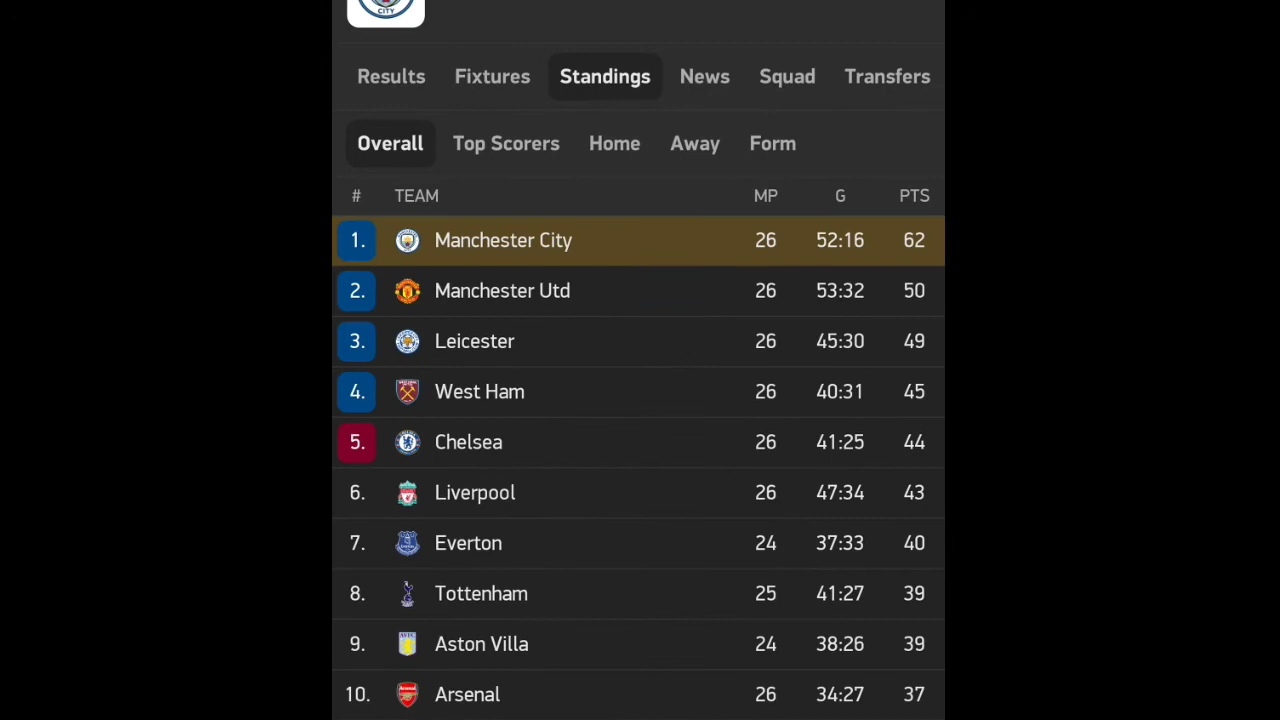 CITY
Results Fixtures Standings News Squad Transfers
Overall Top Scorers Home Away Form
# TEAM MP G PTS
1. Manchester City 26 52:16 62
2. Manchester Utd 26 53:32 50
3. Leicester 26 45:30 49
4. West Ham 26 40:31 45
5. Chelsea 26 41:25 44
6. Liverpool 26 47:34 43
7. Everton 24 37:33 40
8. Tottenham 25 41:27 39
9. Aston Villa 24 38:26 39
10. Arsenal 26 34:27 37